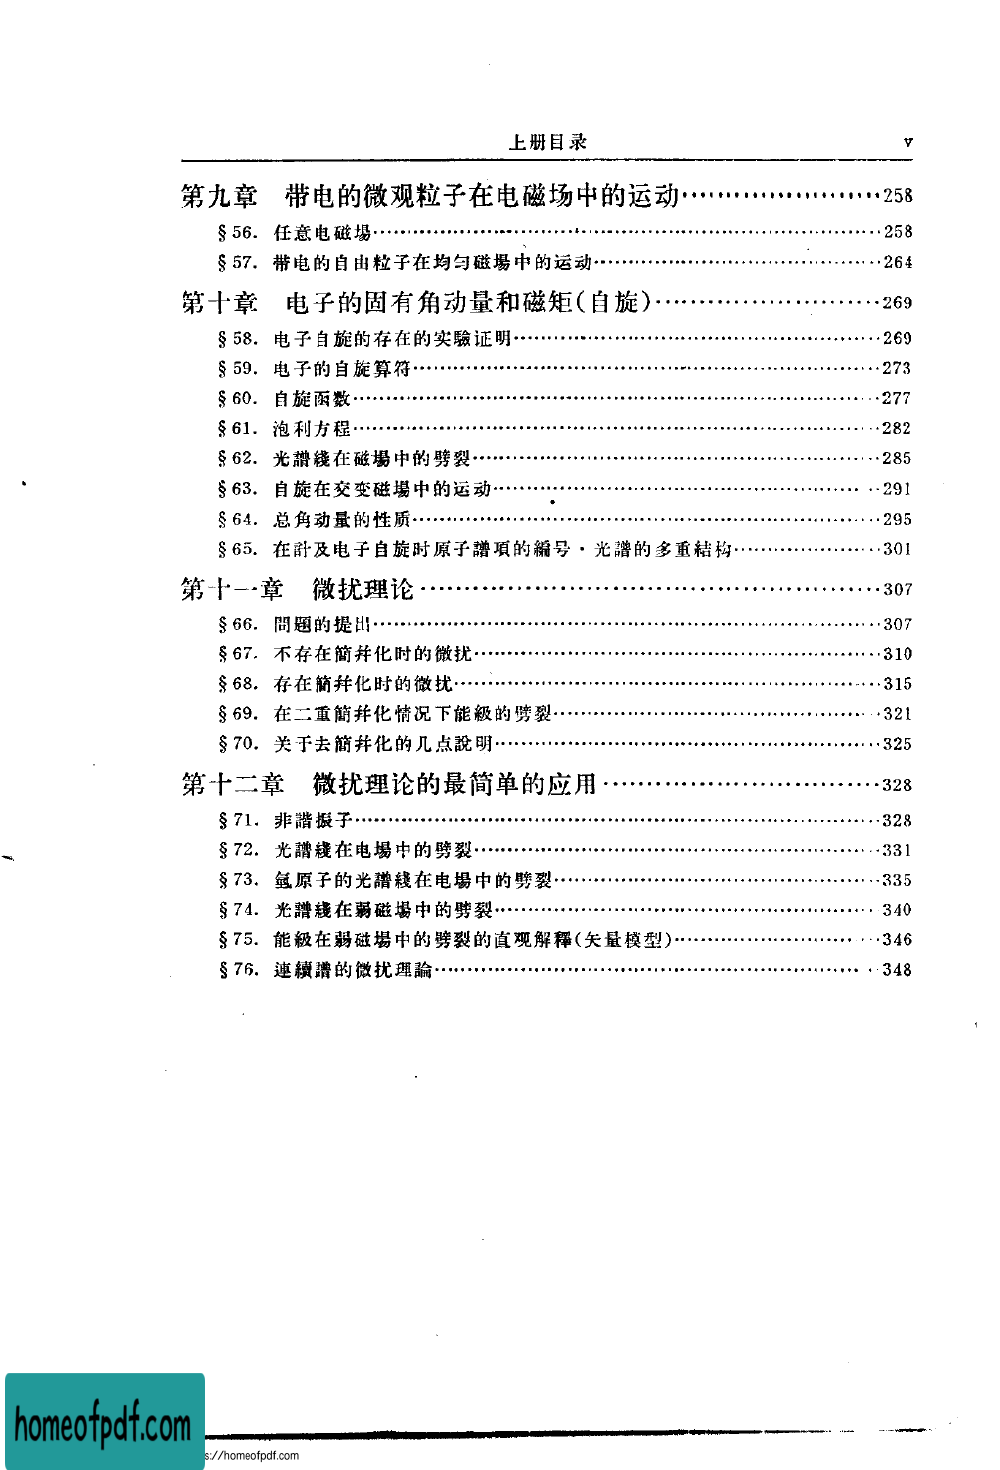 上册目录 v
第九章 带电的微观粒子在电磁场中的运动……………………258
§56. 任意电磁場……………………258
§57. 带电的自由粒子在均匀磁場中的运动……………………264
第十章 电子的固有角动量和磁矩(自旋)……………………269
§58. 电子自旋的存在的实驗证明……………………269
§59. 电子的自旋算符……………………273
§60. 自旋函数……………………277
§61. 泡利方程……………………282
§62. 光譜綫在磁場中的劈裂……………………285
§63. 自旋在交变磁場中的运动……………………291
§64. 总角动量的性质……………………295
§65. 在計及电子自旋时原子譜項的編号·光譜的多重結构……………………301
第十一章 微扰理论……………………307
§66. 問題的提出……………………307
§67. 不存在簡并化时的微扰……………………310
§68. 存在簡并化时的微扰……………………315
§69. 在二重簡并化情况下能級的劈裂……………………321
§70. 关于去簡并化的几点說明……………………325
第十二章 微扰理论的最简单的应用……………………328
§71. 非諧振子……………………328
§72. 光譜綫在电場中的劈裂……………………331
§73. 氫原子的光譜綫在电場中的劈裂……………………335
§74. 光譜綫在弱磁場中的劈裂……………………340
§75. 能級在弱磁場中的劈裂的直观解釋(矢量模型)……………………346
§76. 連續譜的微扰理論……………………348
homeofpdf.com
s://homeofpdf.com